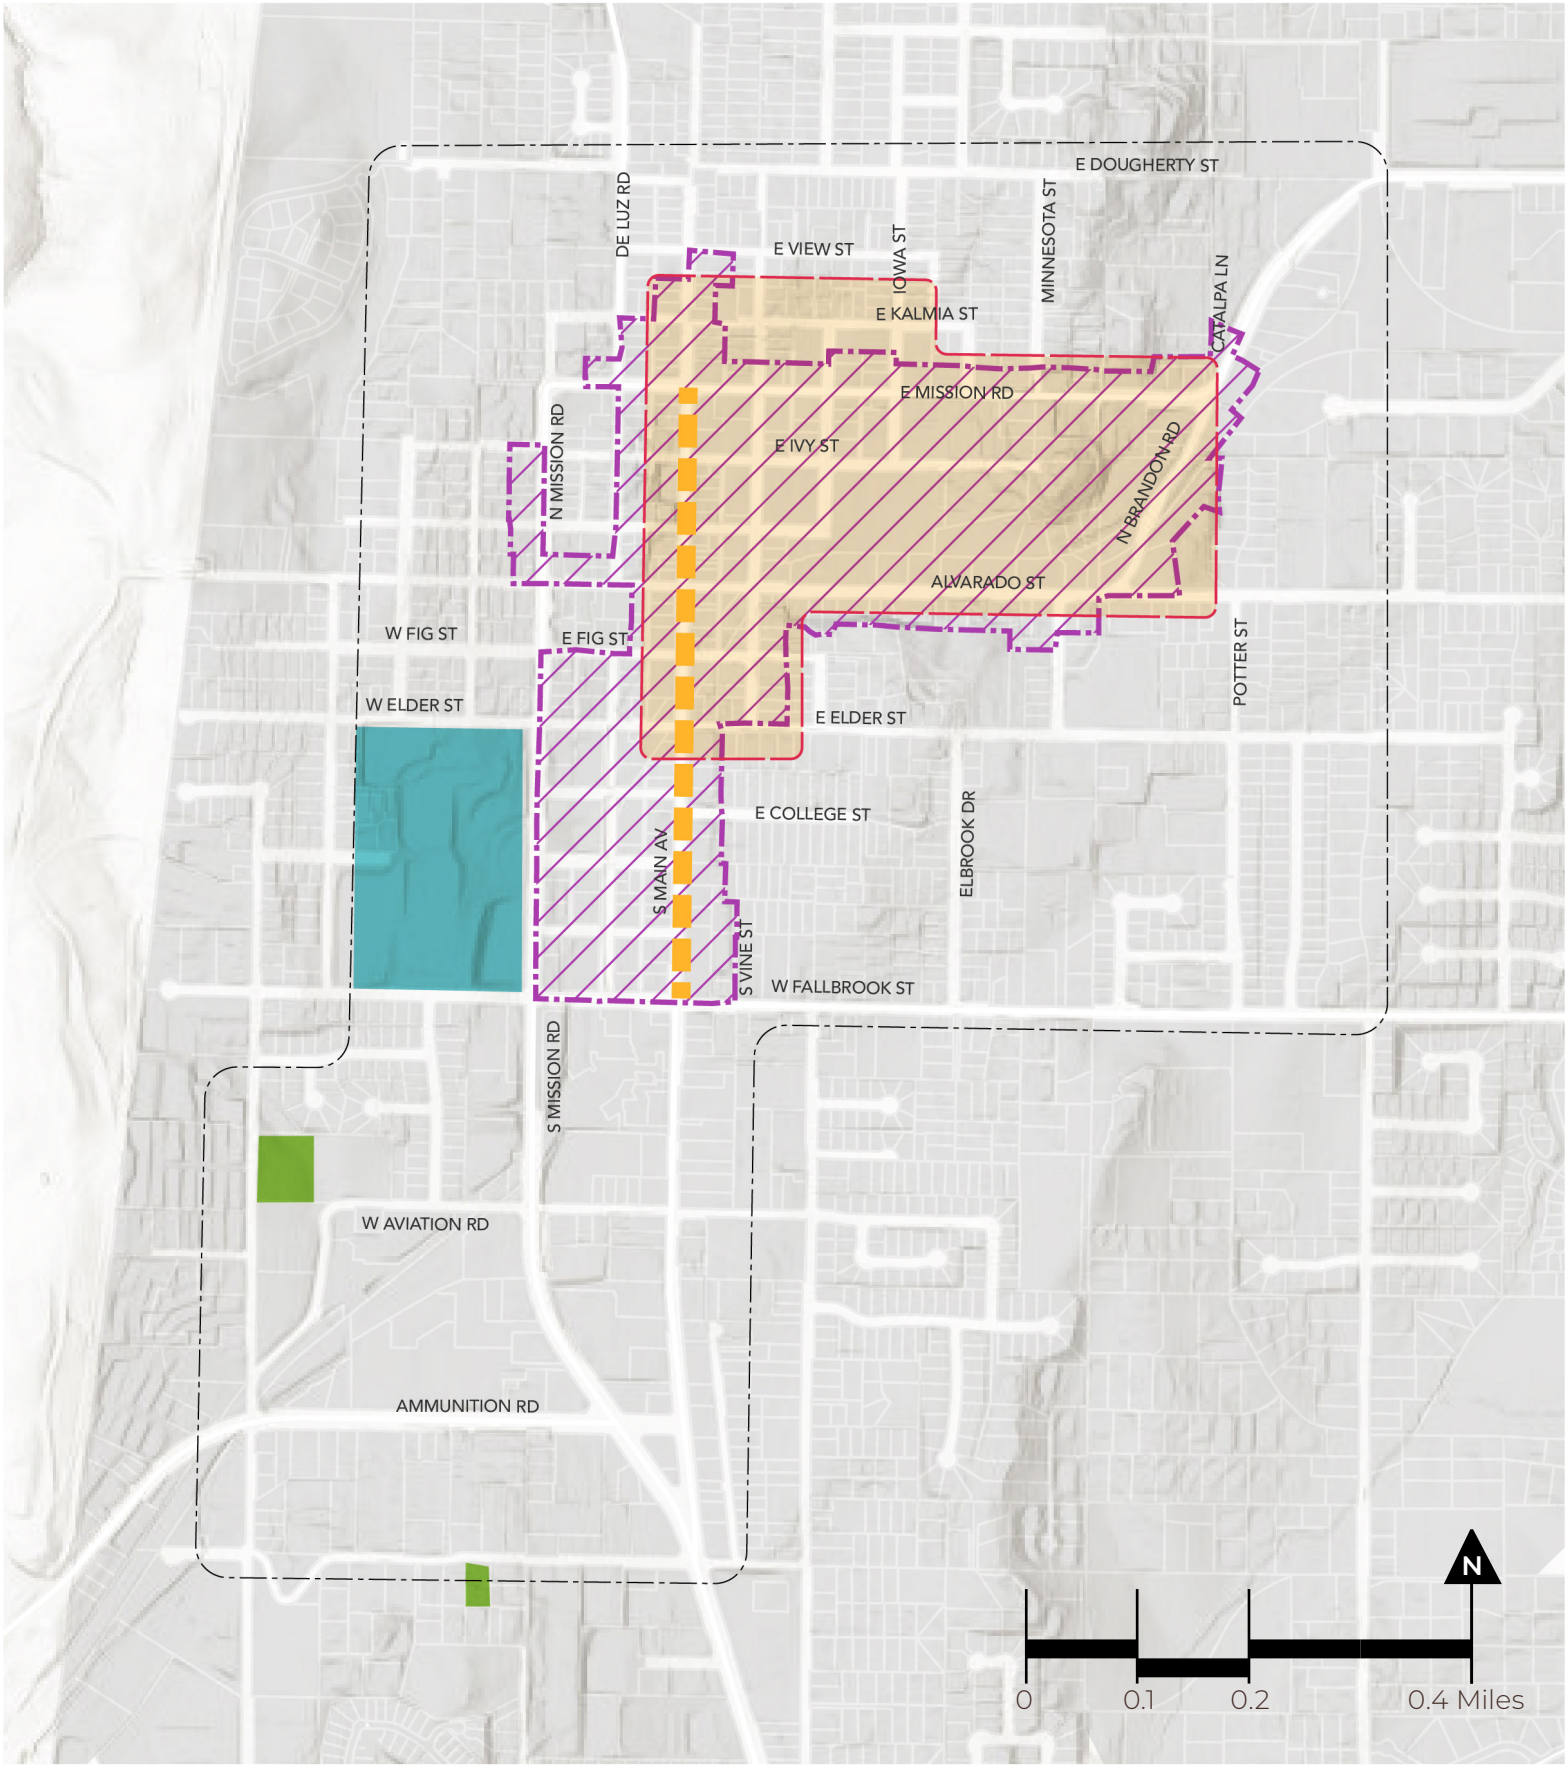 E DOUGHERTY ST
DE LUZ RD
MINNESOTA ST
E VIEW ST
IOWA ST
CATALPA LN
E KALMIA ST
E MISSION RD
N MISSION RD
E IVY ST
N BRANDON RD
ALVARADO ST
W FIG ST
E FIG ST
POTTER ST
W ELDER ST
E ELDER ST
E COLLEGE ST
ELBROOK DR
S MAIN AV
S VINE ST
W FALLBROOK ST
S MISSION RD
W AVIATION RD
AMMUNITION RD
N
0 0.1 0.2 0.4 Miles